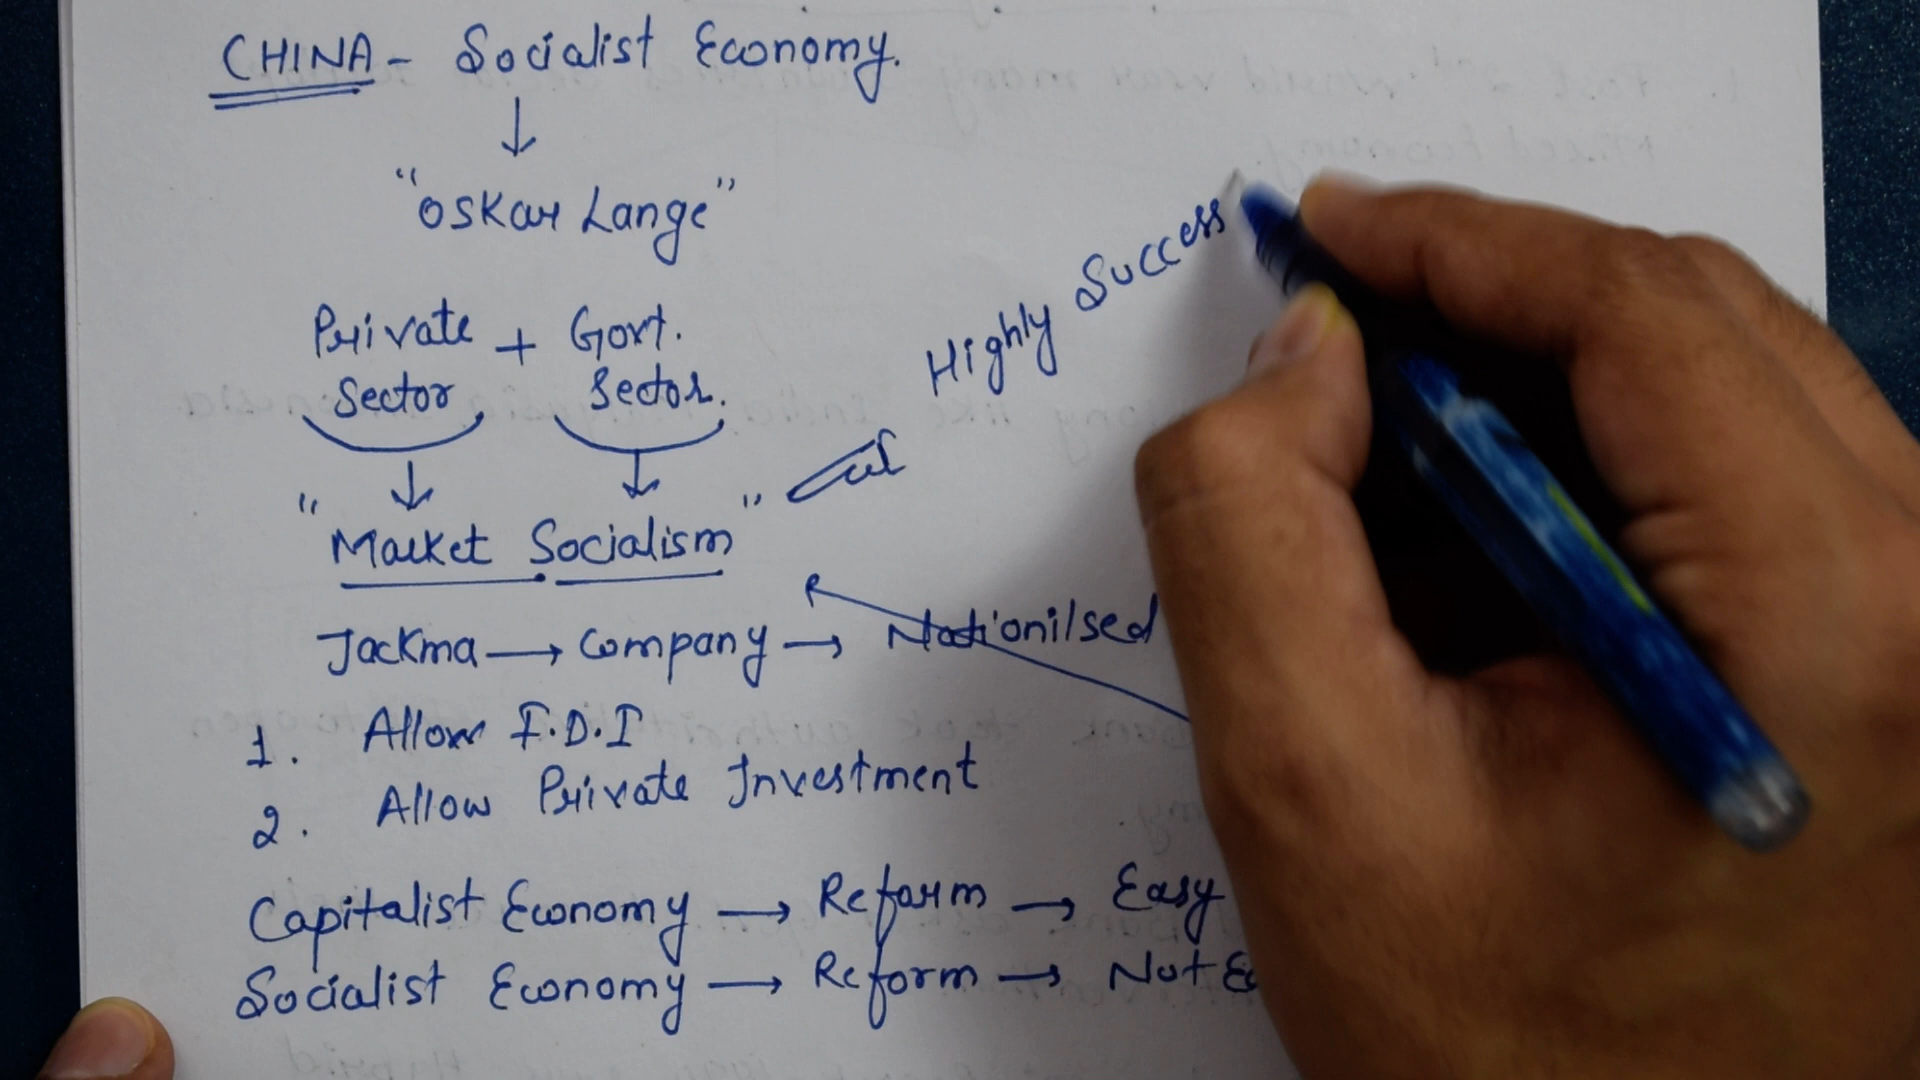 CHINA - Socialist Economy.
"Oskar Lange"
Private + Govt.
Sector Sector.
Highly Success
"Market Socialism"
Jackma → Company → Nationilsed
1. Allow F.D.I
2. Allow Private Investment
Capitalist Economy → Reform → Easy
Socialist Economy → Reform → Not